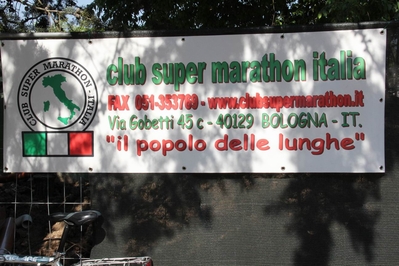 CLUB SUPER MARATHON · ITALIA
club super marathon italia
FAX 051-353760 - www.clubsupermarathon.it
Via Gobetti 45 c - 40129 BOLOGNA - IT.
"il popolo delle lunghe"